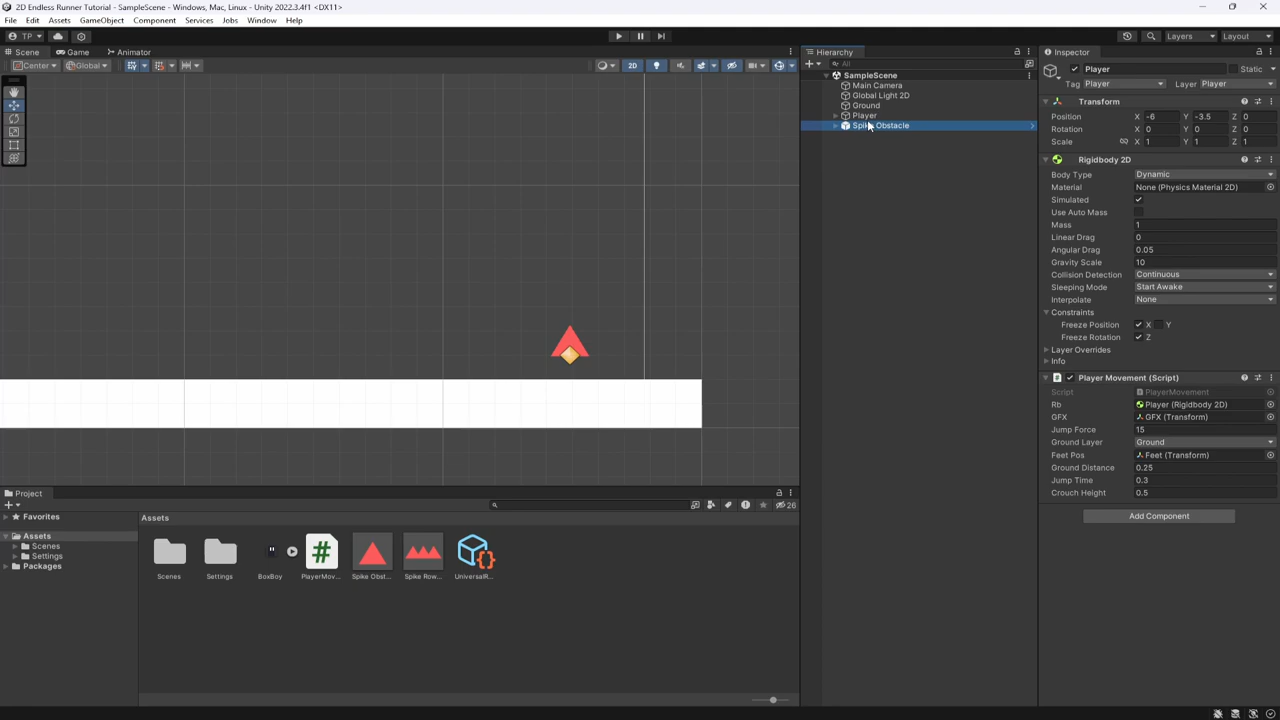 2D Endless Runner Tutorial - SampleScene - Windows, Mac, Linux - Unity 2022.3.4f1 <DX11>
File Edit Assets GameObject Component Services Jobs Window Help
TP Layers Layout
Scene Game Animator
Center Global 2D
Hierarchy
All
SampleScene
Main Camera
Global Light 2D
Ground
Player
Spike Obstacle
Inspector
Player Static
Tag Player Layer Player
Transform
Position X -6 Y -3.5 Z 0
Rotation X 0 Y 0 Z 0
Scale X 1 Y 1 Z 1
Rigidbody 2D
Body Type Dynamic
Material None (Physics Material 2D)
Simulated
Use Auto Mass
Mass 1
Linear Drag 0
Angular Drag 0.05
Gravity Scale 10
Collision Detection Continuous
Sleeping Mode Start Awake
Interpolate None
Constraints
Freeze Position X Y
Freeze Rotation Z
Layer Overrides
Info
# Player Movement (Script)
Script PlayerMovement
Rb Player (Rigidbody 2D)
GFX GFX (Transform)
Jump Force 15
Ground Layer Ground
Feet Pos Feet (Transform)
Ground Distance 0.25
Jump Time 0.3
Crouch Height 0.5
Add Component
Project
26
Favorites
Assets
Scenes
Settings
Packages
Assets
Scenes Settings BoxBoy PlayerMov... Spike Obst... Spike Row... UniversalR...